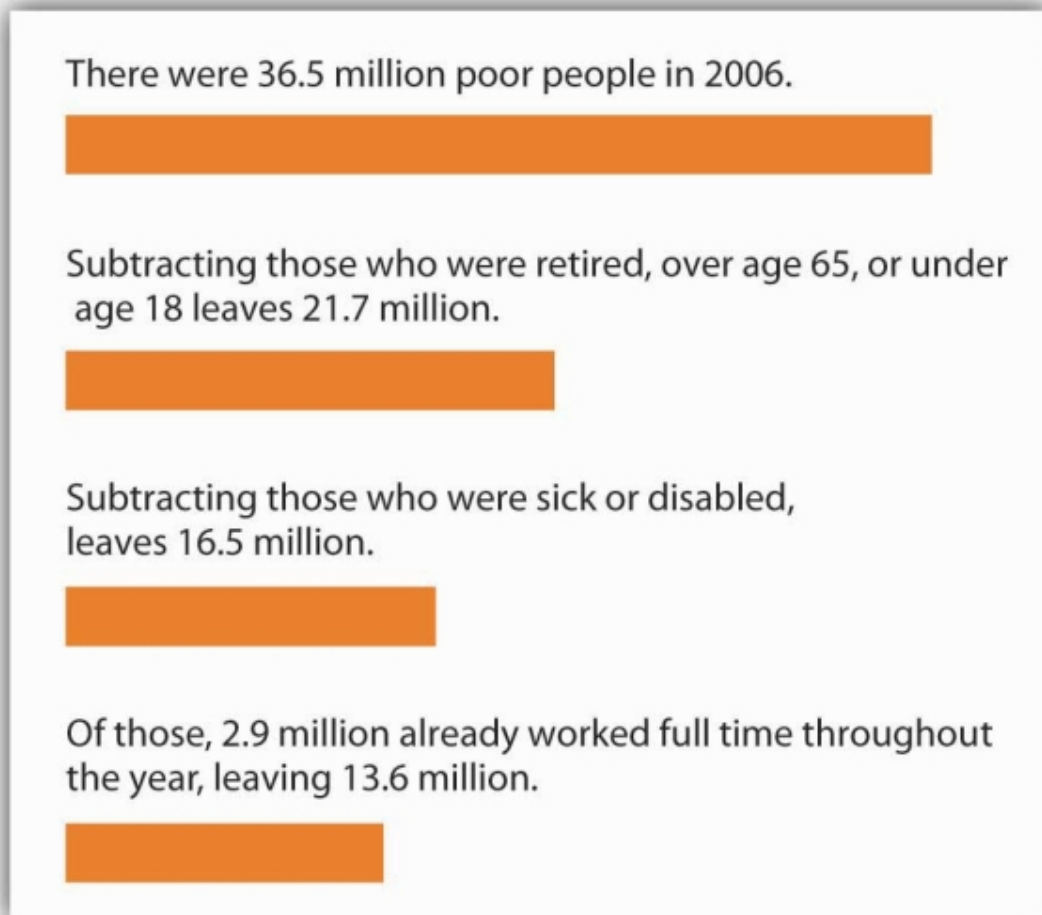 There were 36.5 million poor people in 2006.
Subtracting those who were retired, over age 65, or under
age 18 leaves 21.7 million.
Subtracting those who were sick or disabled,
leaves 16.5 million.
Of those, 2.9 million already worked full time throughout
the year, leaving 13.6 million.